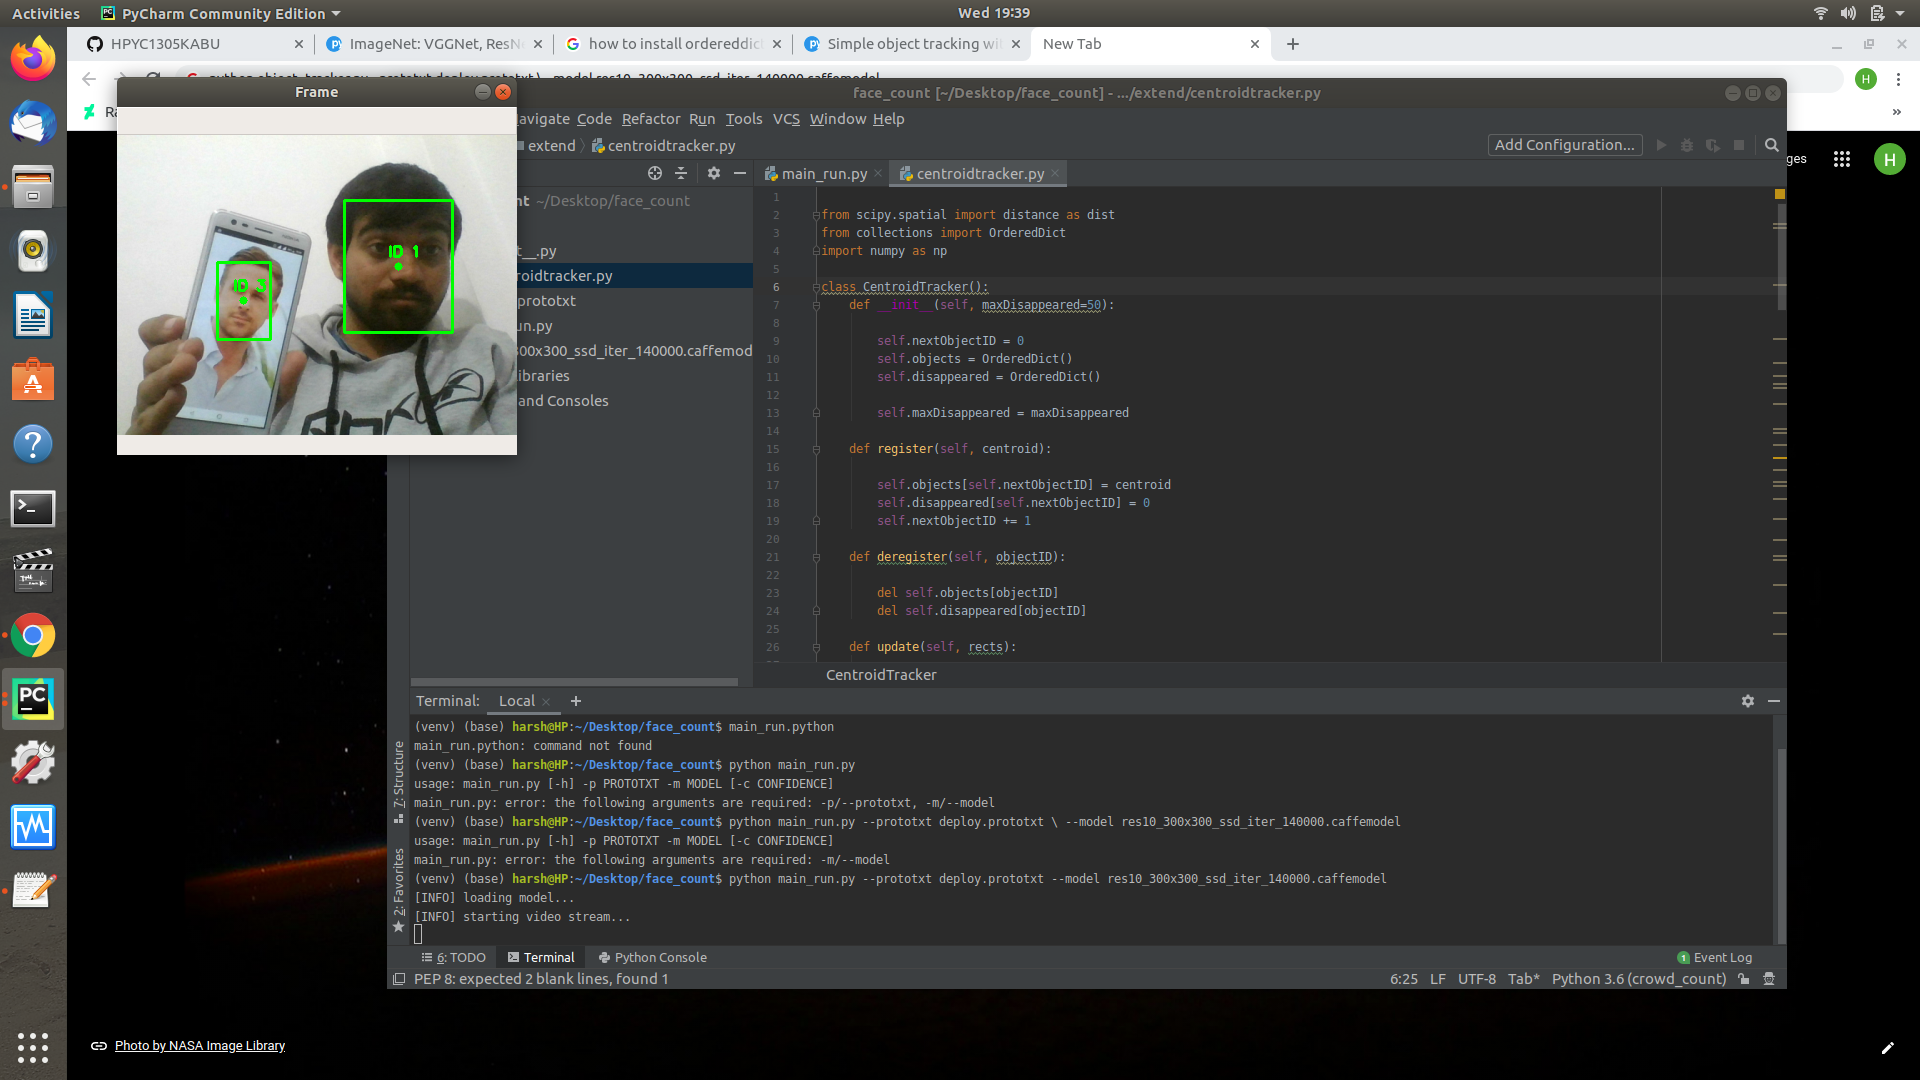 Activities
PyCharm Community Edition
Wed 19:39
HPYC1305KABU
ImageNet: VGGNet, ResN
how to install ordereddic
Simple object tracking wi
New Tab
H
Frame
ID 1
ID 3
face_count [~/Desktop/face_count] - .../extend/centroidtracker.py
avigate Code Refactor Run Tools VCS Window Help
extend
centroidtracker.py
Add Configuration...
ges
H
nt ~/Desktop/face_count
t__.py
roidtracker.py
prototxt
un.py
300x300_ssd_iter_140000.caffemod
ibraries
and Consoles
main_run.py
centroidtracker.py
1
2 from scipy.spatial import distance as dist
3 from collections import OrderedDict
4 import numpy as np
5
6 class CentroidTracker():
7 def __init__(self, maxDisappeared=50):
8
9 self.nextObjectID = 0
10 self.objects = OrderedDict()
11 self.disappeared = OrderedDict()
12
13 self.maxDisappeared = maxDisappeared
14
15 def register(self, centroid):
16
17 self.objects[self.nextObjectID] = centroid
18 self.disappeared[self.nextObjectID] = 0
19 self.nextObjectID += 1
20
21 def deregister(self, objectID):
22
23 del self.objects[objectID]
24 del self.disappeared[objectID]
25
26 def update(self, rects):
CentroidTracker
Terminal: Local
(venv) (base) harsh@HP:~/Desktop/face_count$ main_run.python
main_run.python: command not found
(venv) (base) harsh@HP:~/Desktop/face_count$ python main_run.py
usage: main_run.py [-h] -p PROTOTXT -m MODEL [-c CONFIDENCE]
main_run.py: error: the following arguments are required: -p/--prototxt, -m/--model
(venv) (base) harsh@HP:~/Desktop/face_count$ python main_run.py --prototxt deploy.prototxt \ --model res10_300x300_ssd_iter_140000.caffemodel
usage: main_run.py [-h] -p PROTOTXT -m MODEL [-c CONFIDENCE]
main_run.py: error: the following arguments are required: -m/--model
(venv) (base) harsh@HP:~/Desktop/face_count$ python main_run.py --prototxt deploy.prototxt --model res10_300x300_ssd_iter_140000.caffemodel
[INFO] loading model...
[INFO] starting video stream...
7: Structure
2: Favorites
6: TODO
Terminal
Python Console
1 Event Log
PEP 8: expected 2 blank lines, found 1
6:25 LF UTF-8 Tab* Python 3.6 (crowd_count)
Photo by NASA Image Library